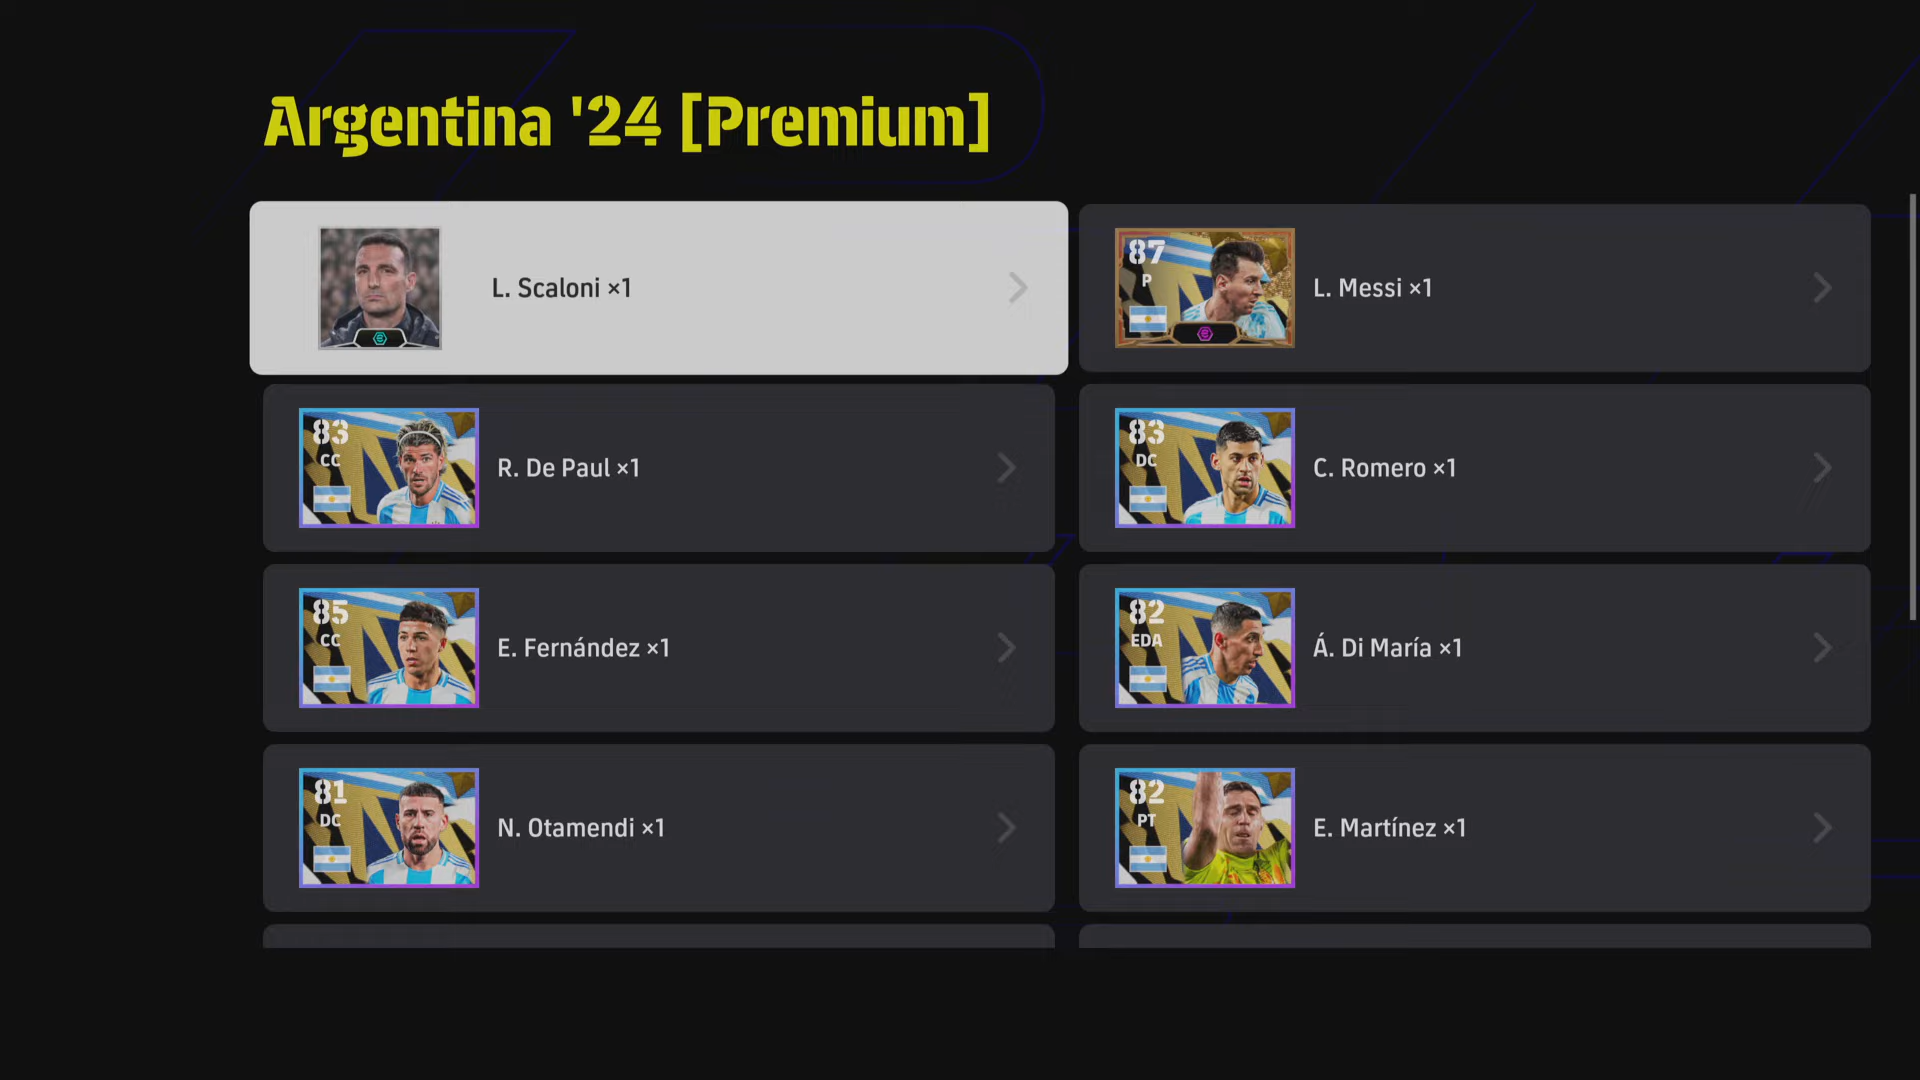 Argentina '24 [Premium]
L. Scaloni ×1
87
P
L. Messi ×1
83
CC
R. De Paul ×1
83
DC
C. Romero ×1
85
CC
E. Fernández ×1
82
EDA
Á. Di María ×1
81
DC
N. Otamendi ×1
82
PT
E. Martínez ×1